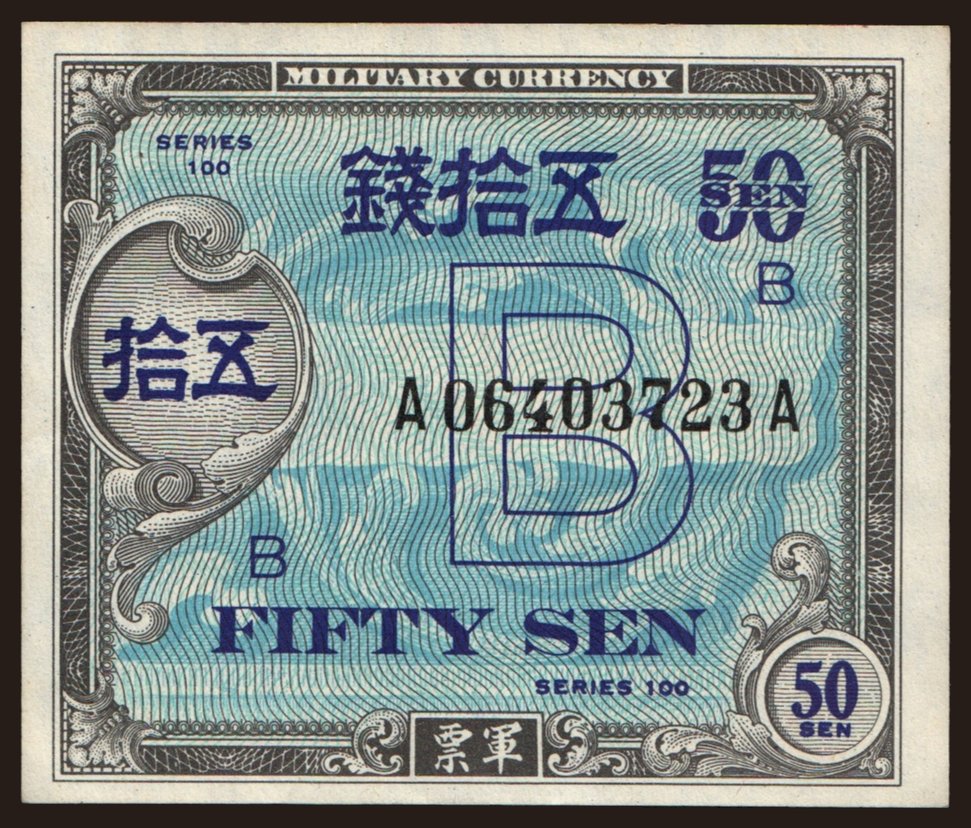 MILITARY CURRENCY
SERIES
100
五拾錢
50
SEN
B
五拾
B
A06403723A
B
FIFTY SEN
SERIES 100
50
SEN
軍票